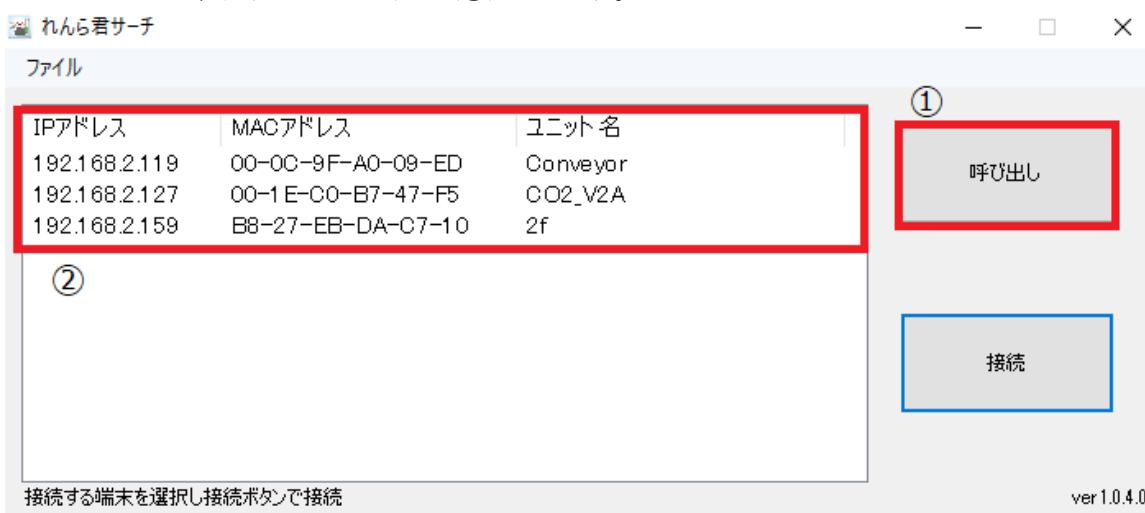 れんら君サーチ
ファイル
①
IPアドレス MACアドレス ユニット名
192.168.2.119 00-0C-9F-A0-09-ED Conveyor
192.168.2.127 00-1E-C0-B7-47-F5 CO2_V2A
192.168.2.159 B8-27-EB-DA-C7-10 2f
呼び出し
②
接続
接続する端末を選択し接続ボタンで接続
ver1.0.4.0